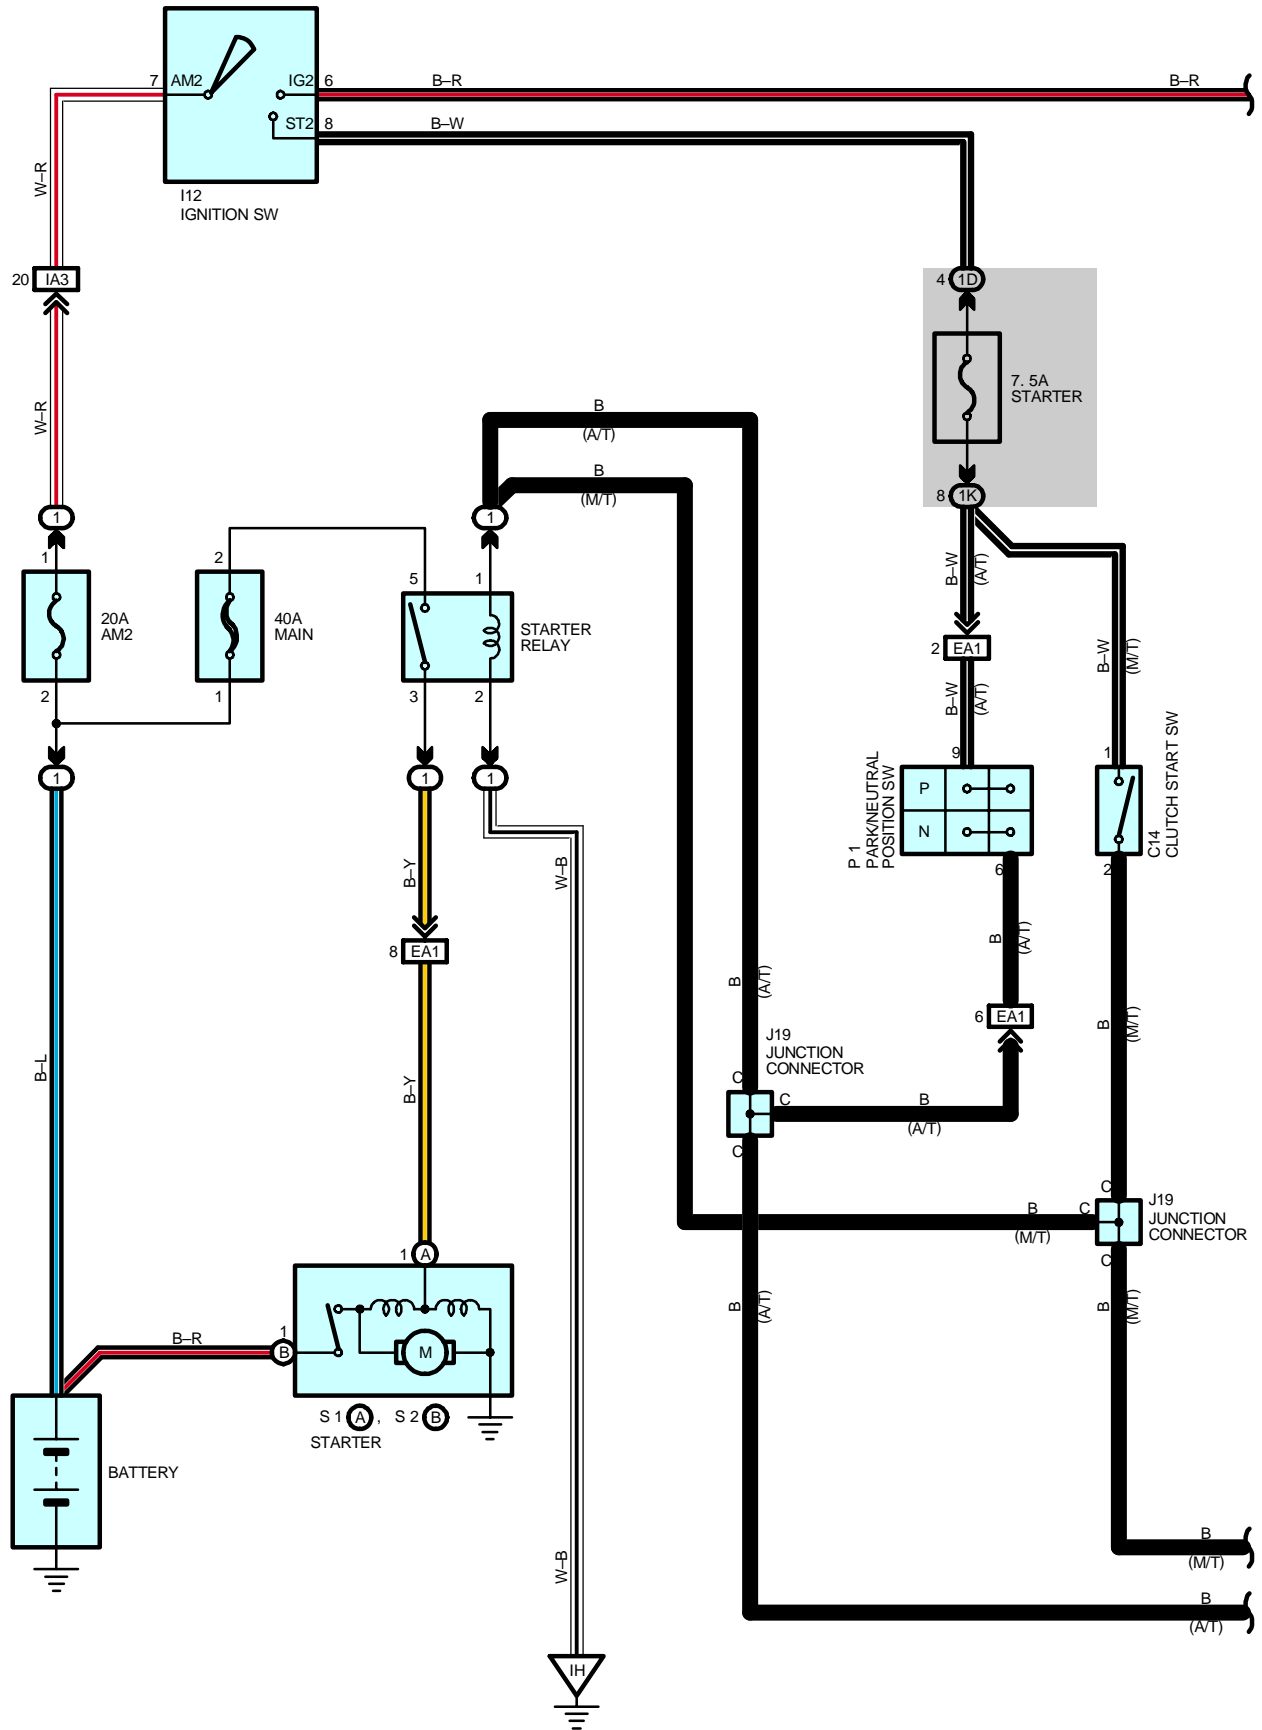 7 AM2 IG2 6 B–R B–R
ST2 8 B–W
I12
IGNITION SW
W–R
20 IA3
4 1D
7. 5A
STARTER
W–R
B
(A/T)
B
(M/T)
8 1K
1 1
1 2 5 1
B–W (A/T)
20A
AM2
40A
MAIN
STARTER
RELAY
2 EA1
B–W (M/T)
2 1 3 2
B–W (A/T)
1 1 1
9 1
P
N
P 1
PARK/NEUTRAL
POSITION SW
C14
CLUTCH START SW
6 2
B–Y
W–B
8 EA1
B (A/T)
B (A/T)
6 EA1
B (M/T)
J19
JUNCTION
CONNECTOR
B–L
B–Y
C C B
(A/T)
C
C
J19
JUNCTION
CONNECTOR
B C
(M/T)
C
1 A
B (A/T)
B (M/T)
B–R 1
B M
S 1 A , S 2 B
STARTER
BATTERY
W–B
B
(M/T)
B
(A/T)
IH